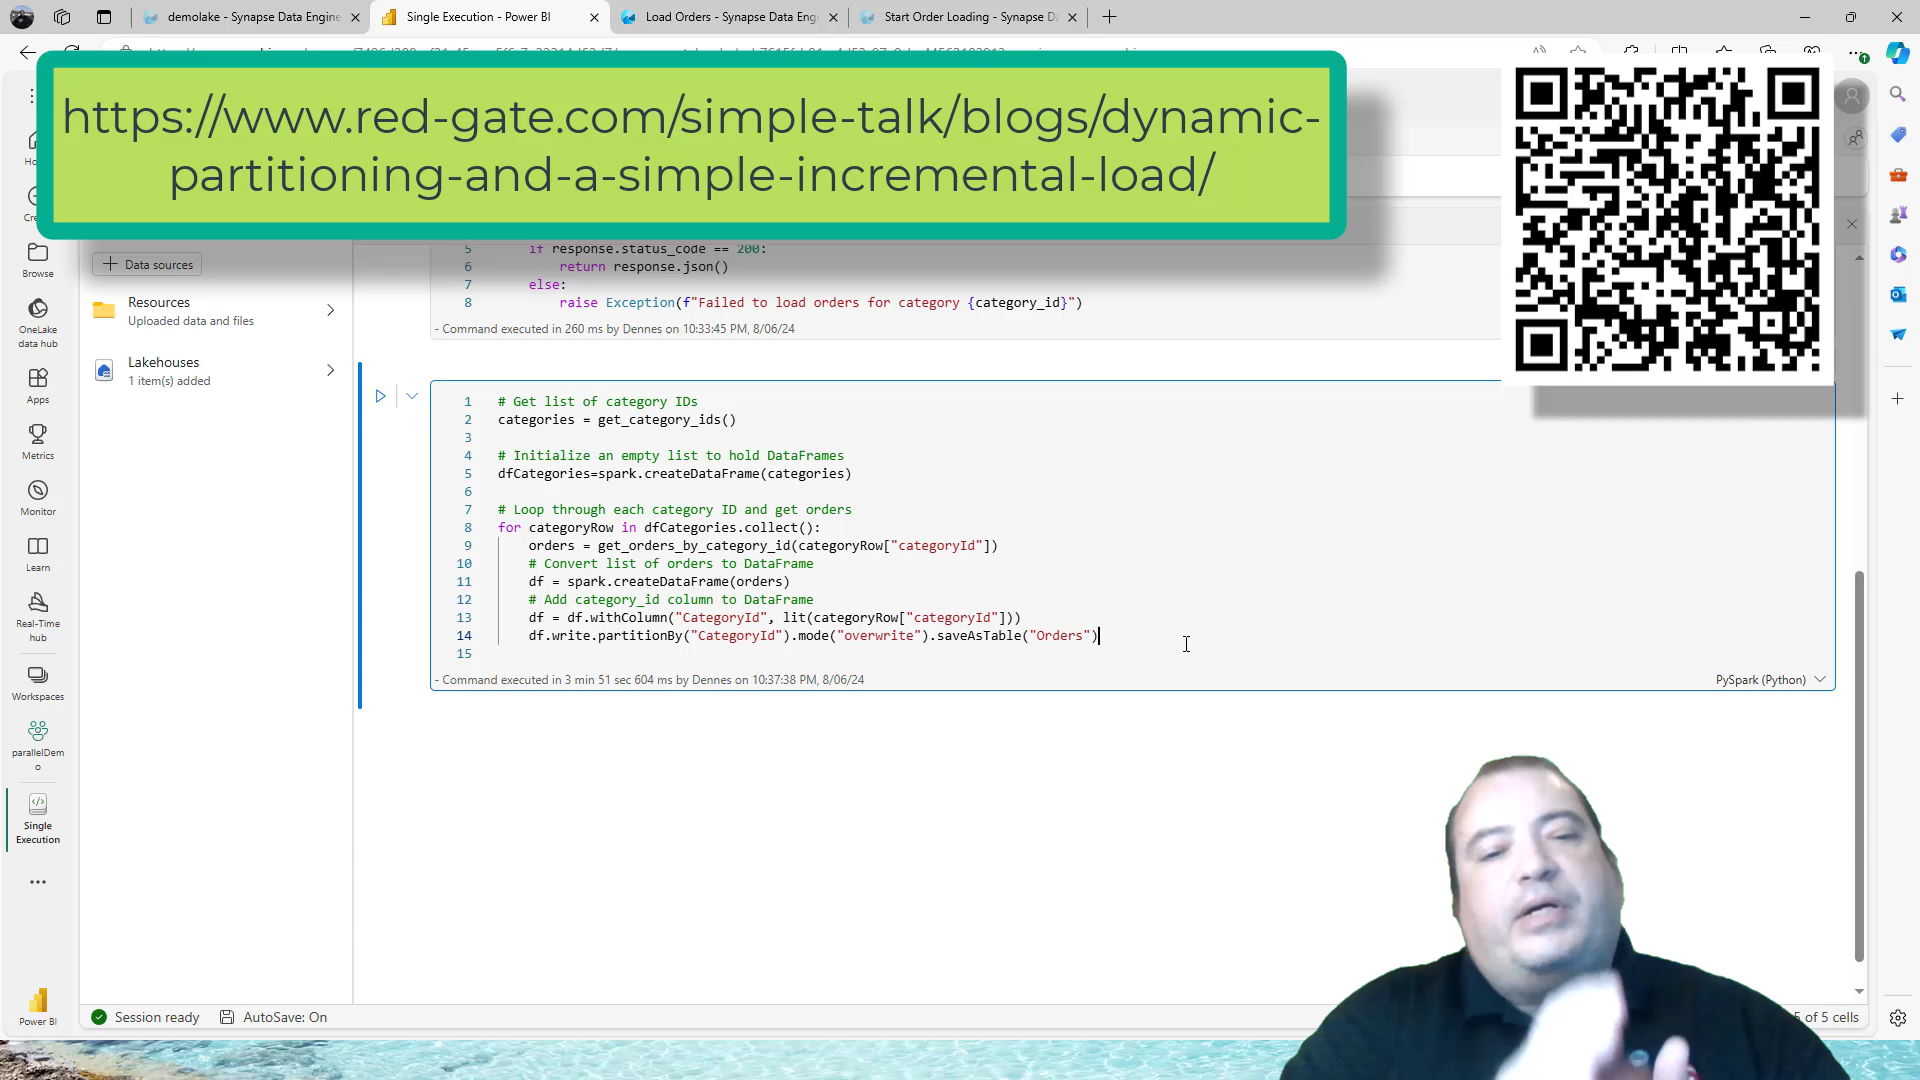 demolake - Synapse Data Engine
Single Execution - Power BI
Load Orders - Synapse Data Eng
Start Order Loading - Synapse Da
https://www.red-gate.com/simple-talk/blogs/dynamic-
partitioning-and-a-simple-incremental-load/
Data sources
Resources
Uploaded data and files
Lakehouses
1 item(s) added
Browse
OneLake
data hub
Apps
Metrics
Monitor
Learn
Real-Time
hub
Workspaces
parallelDem
o
Single
Execution
Power BI
5 if response.status_code == 200:
6 return response.json()
7 else:
8 raise Exception(f"Failed to load orders for category {category_id}")
- Command executed in 260 ms by Dennes on 10:33:45 PM, 8/06/24
1 # Get list of category IDs
2 categories = get_category_ids()
3
4 # Initialize an empty list to hold DataFrames
5 dfCategories=spark.createDataFrame(categories)
6
7 # Loop through each category ID and get orders
8 for categoryRow in dfCategories.collect():
9 orders = get_orders_by_category_id(categoryRow["categoryId"])
10 # Convert list of orders to DataFrame
11 df = spark.createDataFrame(orders)
12 # Add category_id column to DataFrame
13 df = df.withColumn("CategoryId", lit(categoryRow["categoryId"]))
14 df.write.partitionBy("CategoryId").mode("overwrite").saveAsTable("Orders")
15
- Command executed in 3 min 51 sec 604 ms by Dennes on 10:37:38 PM, 8/06/24
PySpark (Python)
Session ready
AutoSave: On
5 of 5 cells